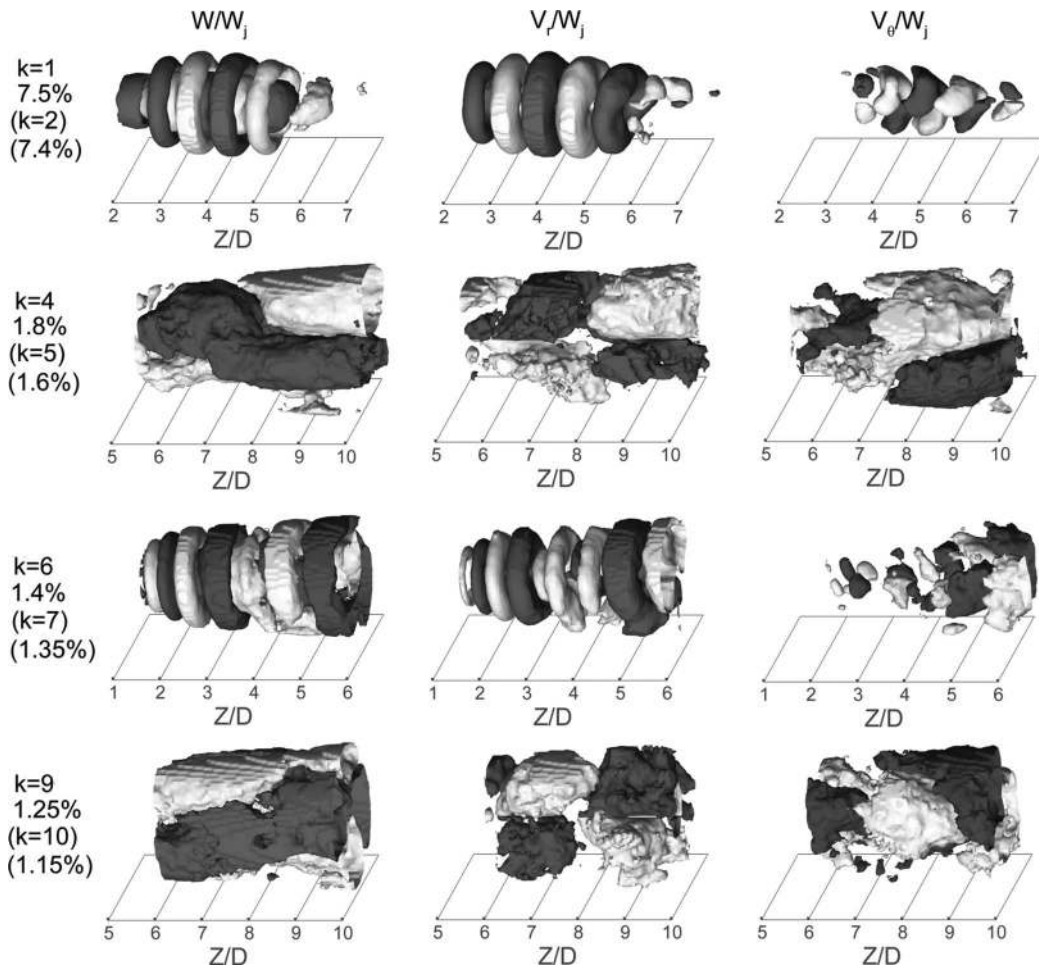 W/Wj Vr/Wj Vθ/Wj
k=1
7.5%
(k=2)
(7.4%)
2 3 4 5 6 7 2 3 4 5 6 7 2 3 4 5 6 7
Z/D Z/D Z/D
k=4
1.8%
(k=5)
(1.6%)
5 6 7 8 9 10 5 6 7 8 9 10 5 6 7 8 9 10
Z/D Z/D Z/D
k=6
1.4%
(k=7)
(1.35%)
1 2 3 4 5 6 1 2 3 4 5 6 1 2 3 4 5 6
Z/D Z/D Z/D
k=9
1.25%
(k=10)
(1.15%)
5 6 7 8 9 10 5 6 7 8 9 10 5 6 7 8 9 10
Z/D Z/D Z/D